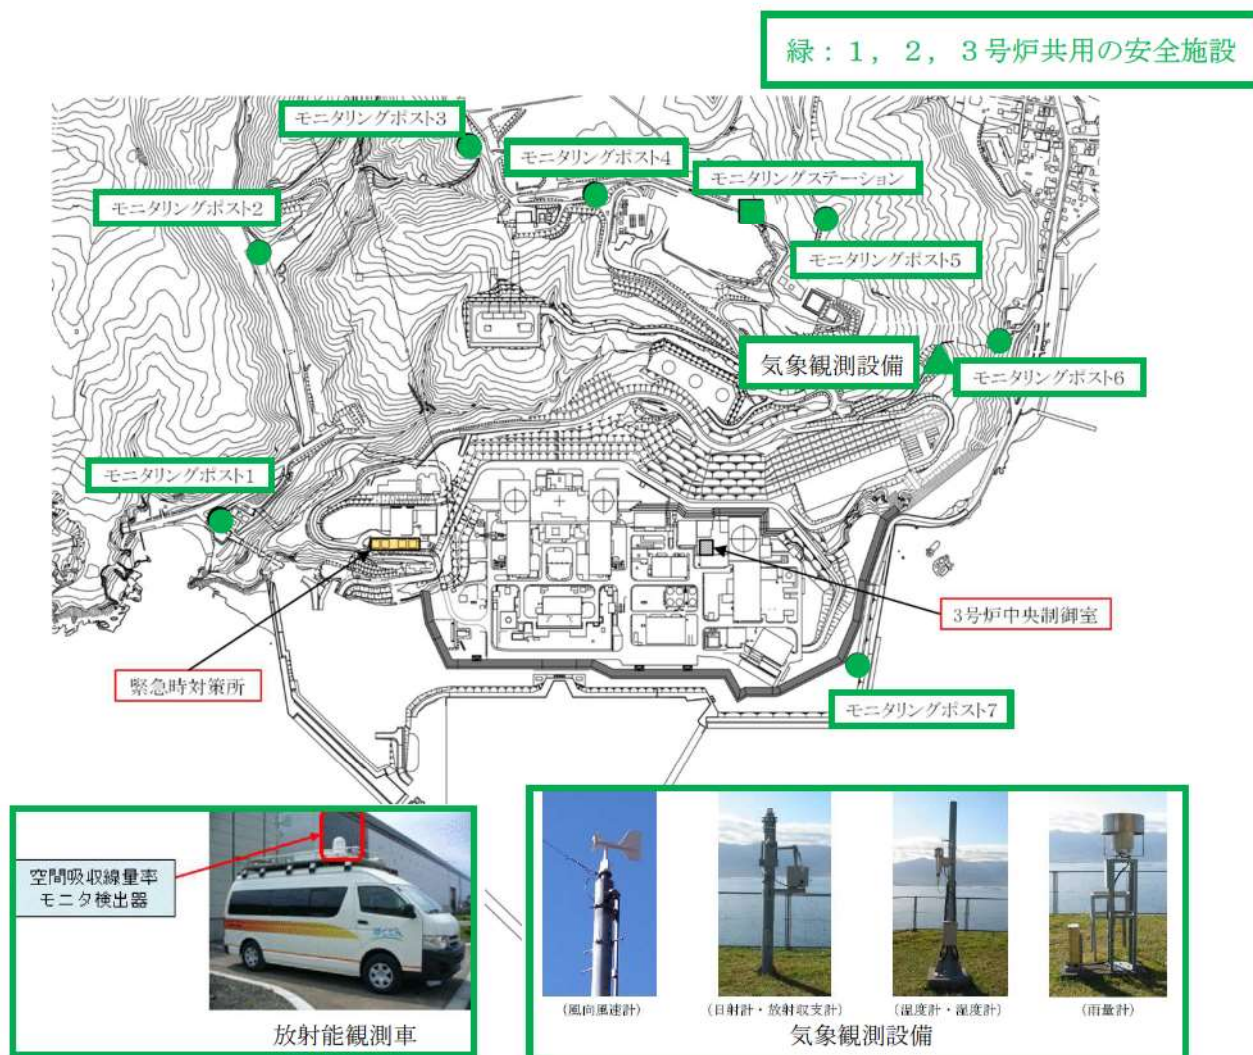 緑：１，２，３号炉共用の安全施設
モニタリングポスト3
モニタリングポスト4
モニタリングステーション
モニタリングポスト2
モニタリングポスト5
気象観測設備
モニタリングポスト6
モニタリングポスト1
3号炉中央制御室
緊急時対策所
モニタリングポスト7
空間吸収線量率
モニタ検出器
ほくでん
放射能観測車
(風向風速計)
(日射計・放射収支計)
(温度計・湿度計)
(雨量計)
気象観測設備